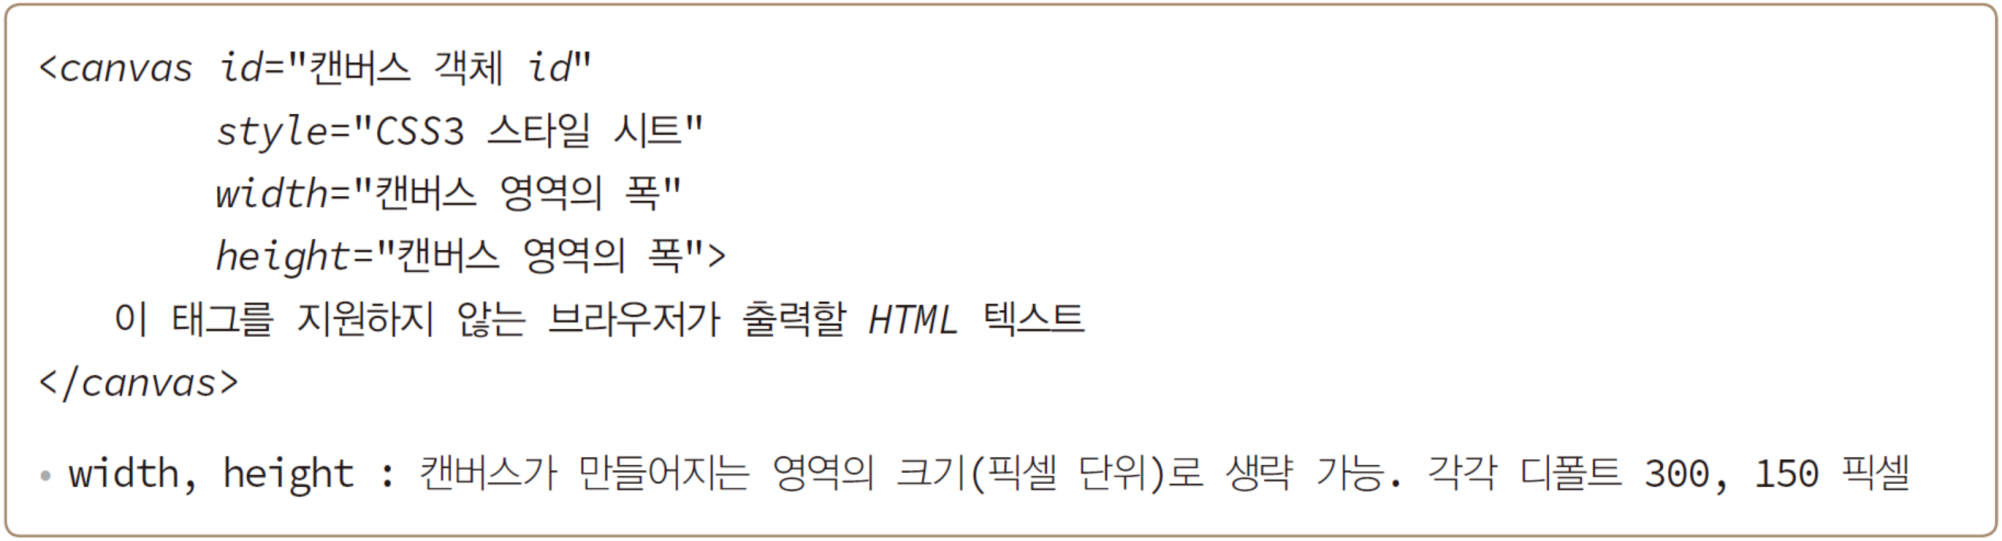 <canvas id="캔버스 객체 id"
style="CSS3 스타일 시트"
width="캔버스 영역의 폭"
height="캔버스 영역의 폭">
이 태그를 지원하지 않는 브라우저가 출력할 HTML 텍스트
</canvas>
• width, height : 캔버스가 만들어지는 영역의 크기(픽셀 단위)로 생략 가능. 각각 디폴트 300, 150 픽셀